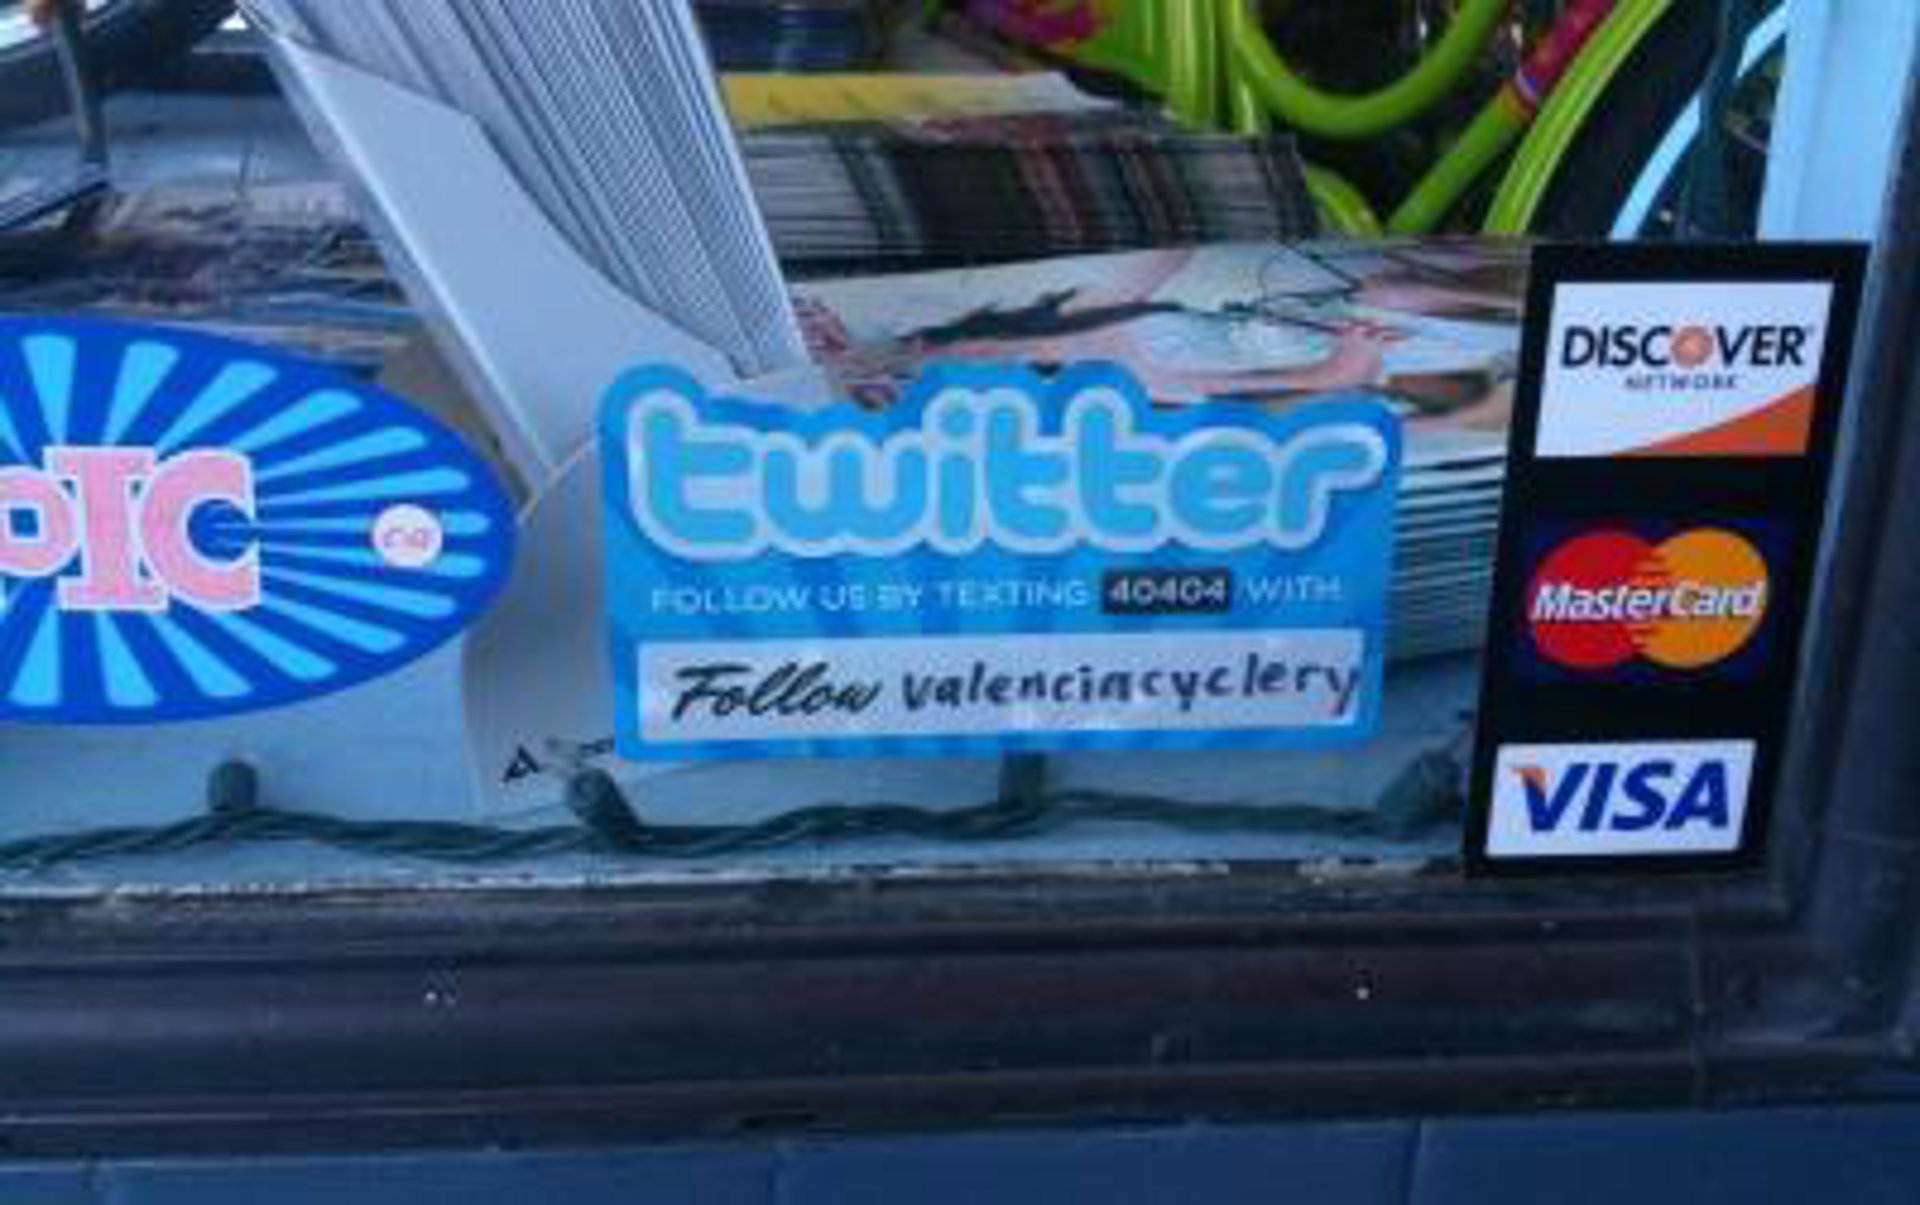 twitter
FOLLOW US BY TEXTING 40404 WITH
Follow valenciacyclery
DISCOVER
NETWORK
MasterCard
VISA